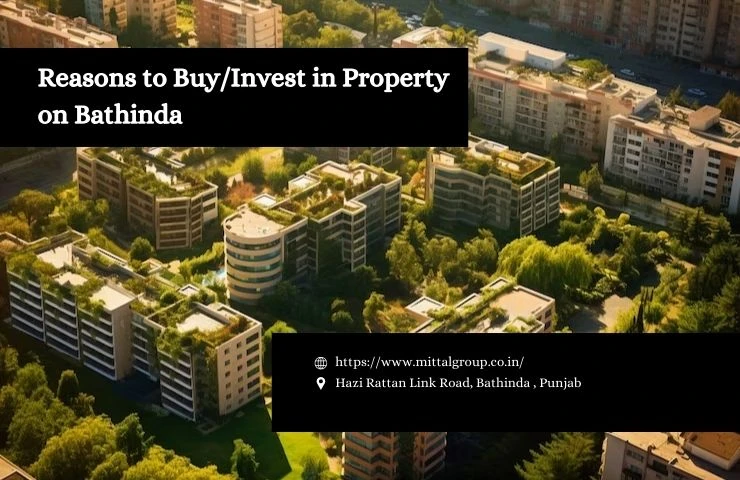 Reasons to Buy/Invest in Property
on Bathinda
https://www.mittalgroup.co.in/
Hazi Rattan Link Road, Bathinda , Punjab